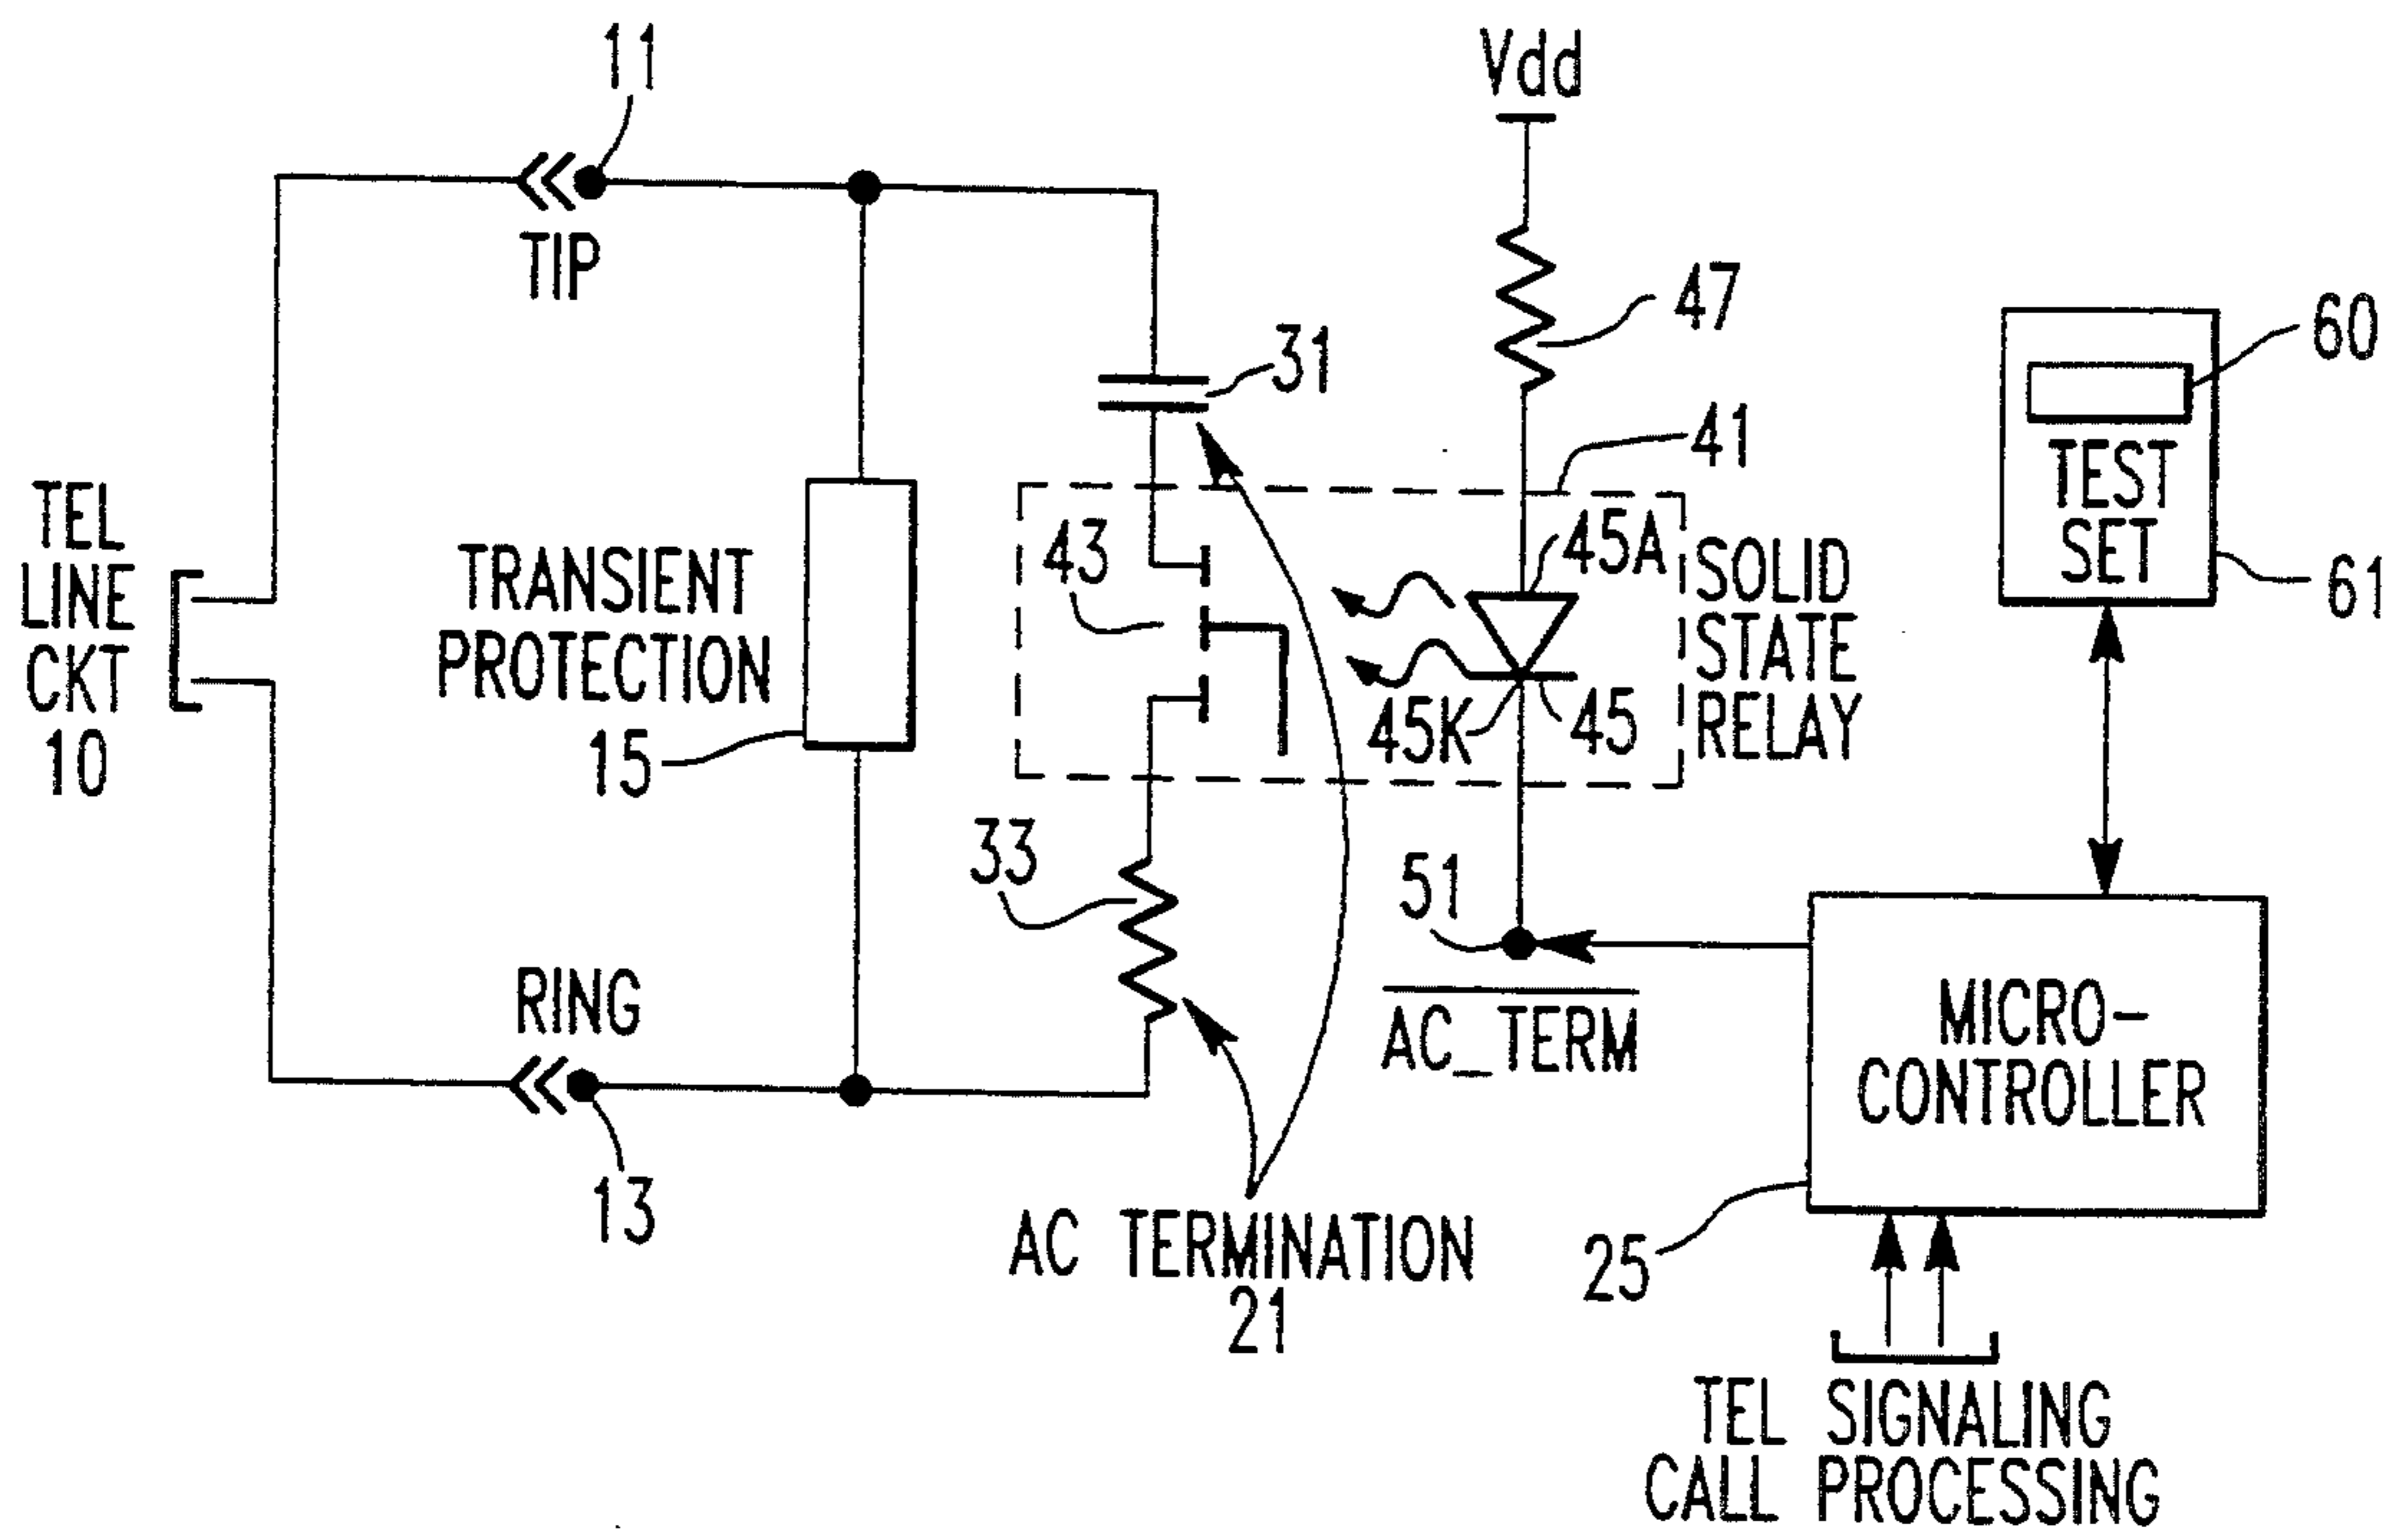 11
Vdd
TIP
47
60
31
41
TEST
SET
61
TEL
LINE
CKT
10
TRANSIENT
PROTECTION
15
43
45A
45K
45
SOLID
STATE
RELAY
33
51
AC_TERM
RING
13
MICRO-
CONTROLLER
25
AC TERMINATION
21
TEL SIGNALING
CALL PROCESSING